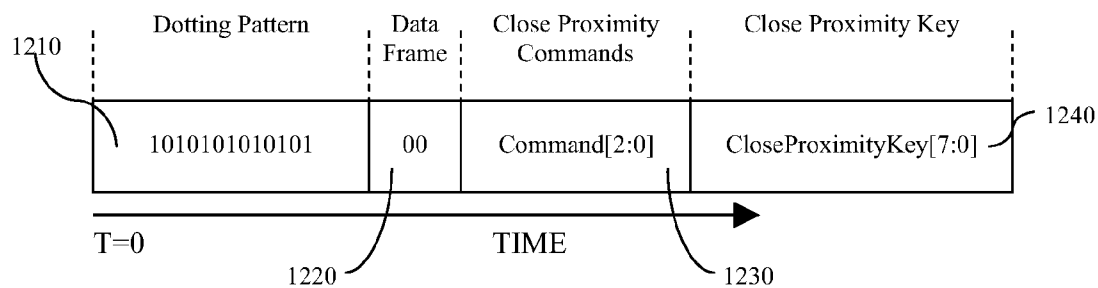 Dotting Pattern
Data
Frame
Close Proximity
Commands
Close Proximity Key
1210
1010101010101
00
Command[2:0]
CloseProximityKey[7:0]
1240
T=0
TIME
1220
1230